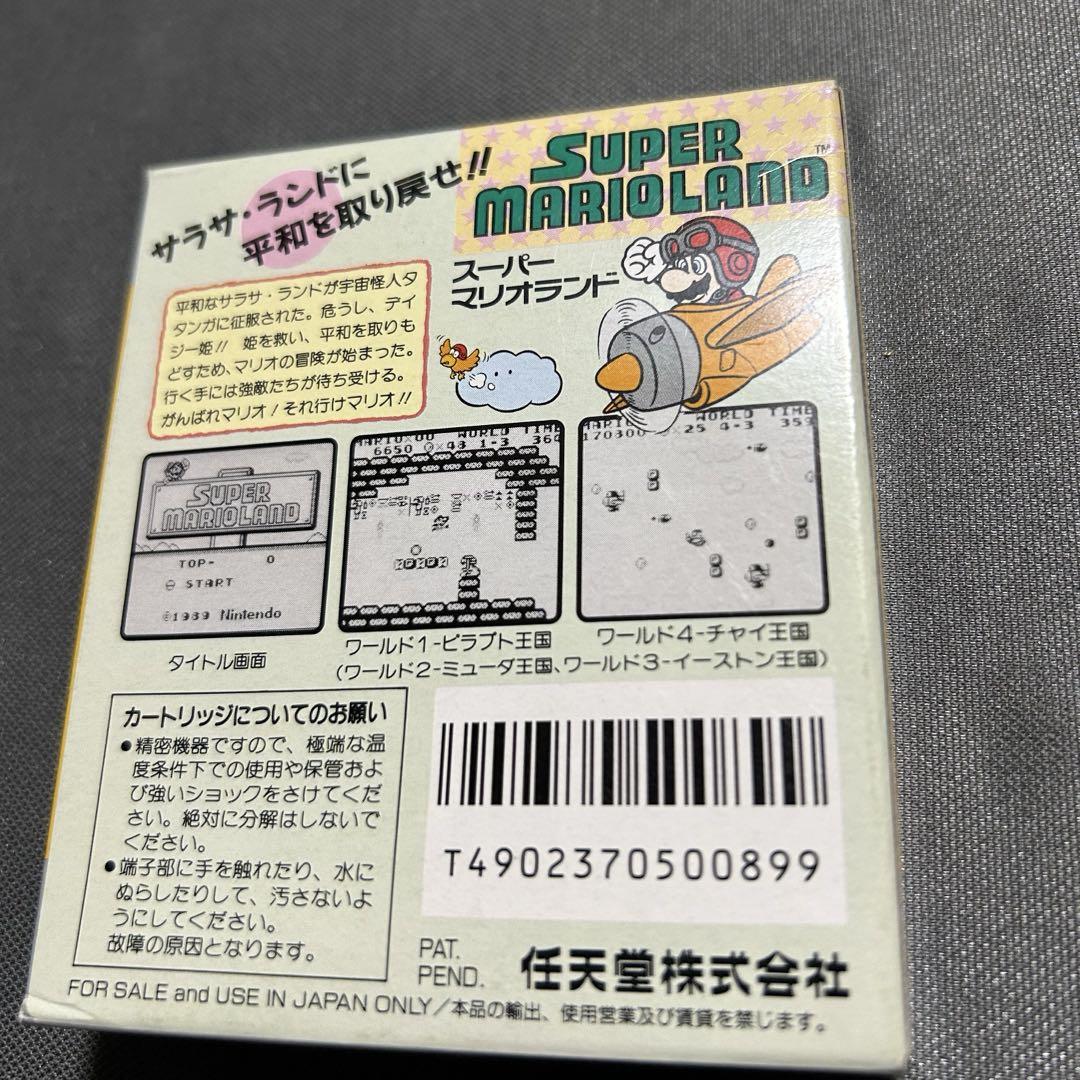 サラサ・ランドに
平和を取り戻せ!!
SUPER
MARIOLAND™
スーパー
マリオランド
平和なサラサ・ランドが宇宙怪人タ
タンガに征服された。危うし、デイ
ジー姫!! 姫を救い、平和を取りも
どすため、マリオの冒険が始まった。
行く手には強敵たちが待ち受ける。
がんばれマリオ!それ行けマリオ!!
SUPER
MARIOLAND
TOP- 0
START
©1989 Nintendo
タイトル画面
MARIO×00 WORLD TIME
6650 ×48 1-3 364
ワールド1-ピラプト王国
WORLD TIME
170300 ×25 4-3 359
ワールド4-チャイ王国
(ワールド2-ミューダ王国、ワールド3-イーストン王国)
カートリッジについてのお願い
●精密機器ですので、極端な温
度条件下での使用や保管およ
び強いショックをさけてくだ
さい。絶対に分解はしないで
ください。
●端子部に手を触れたり、水に
ぬらしたりして、汚さないよ
うにしてください。
故障の原因となります。
T4902370500899
PAT.
PEND.
任天堂株式会社
FOR SALE and USE IN JAPAN ONLY/本品の輸出、使用営業及び賃貸を禁じます。